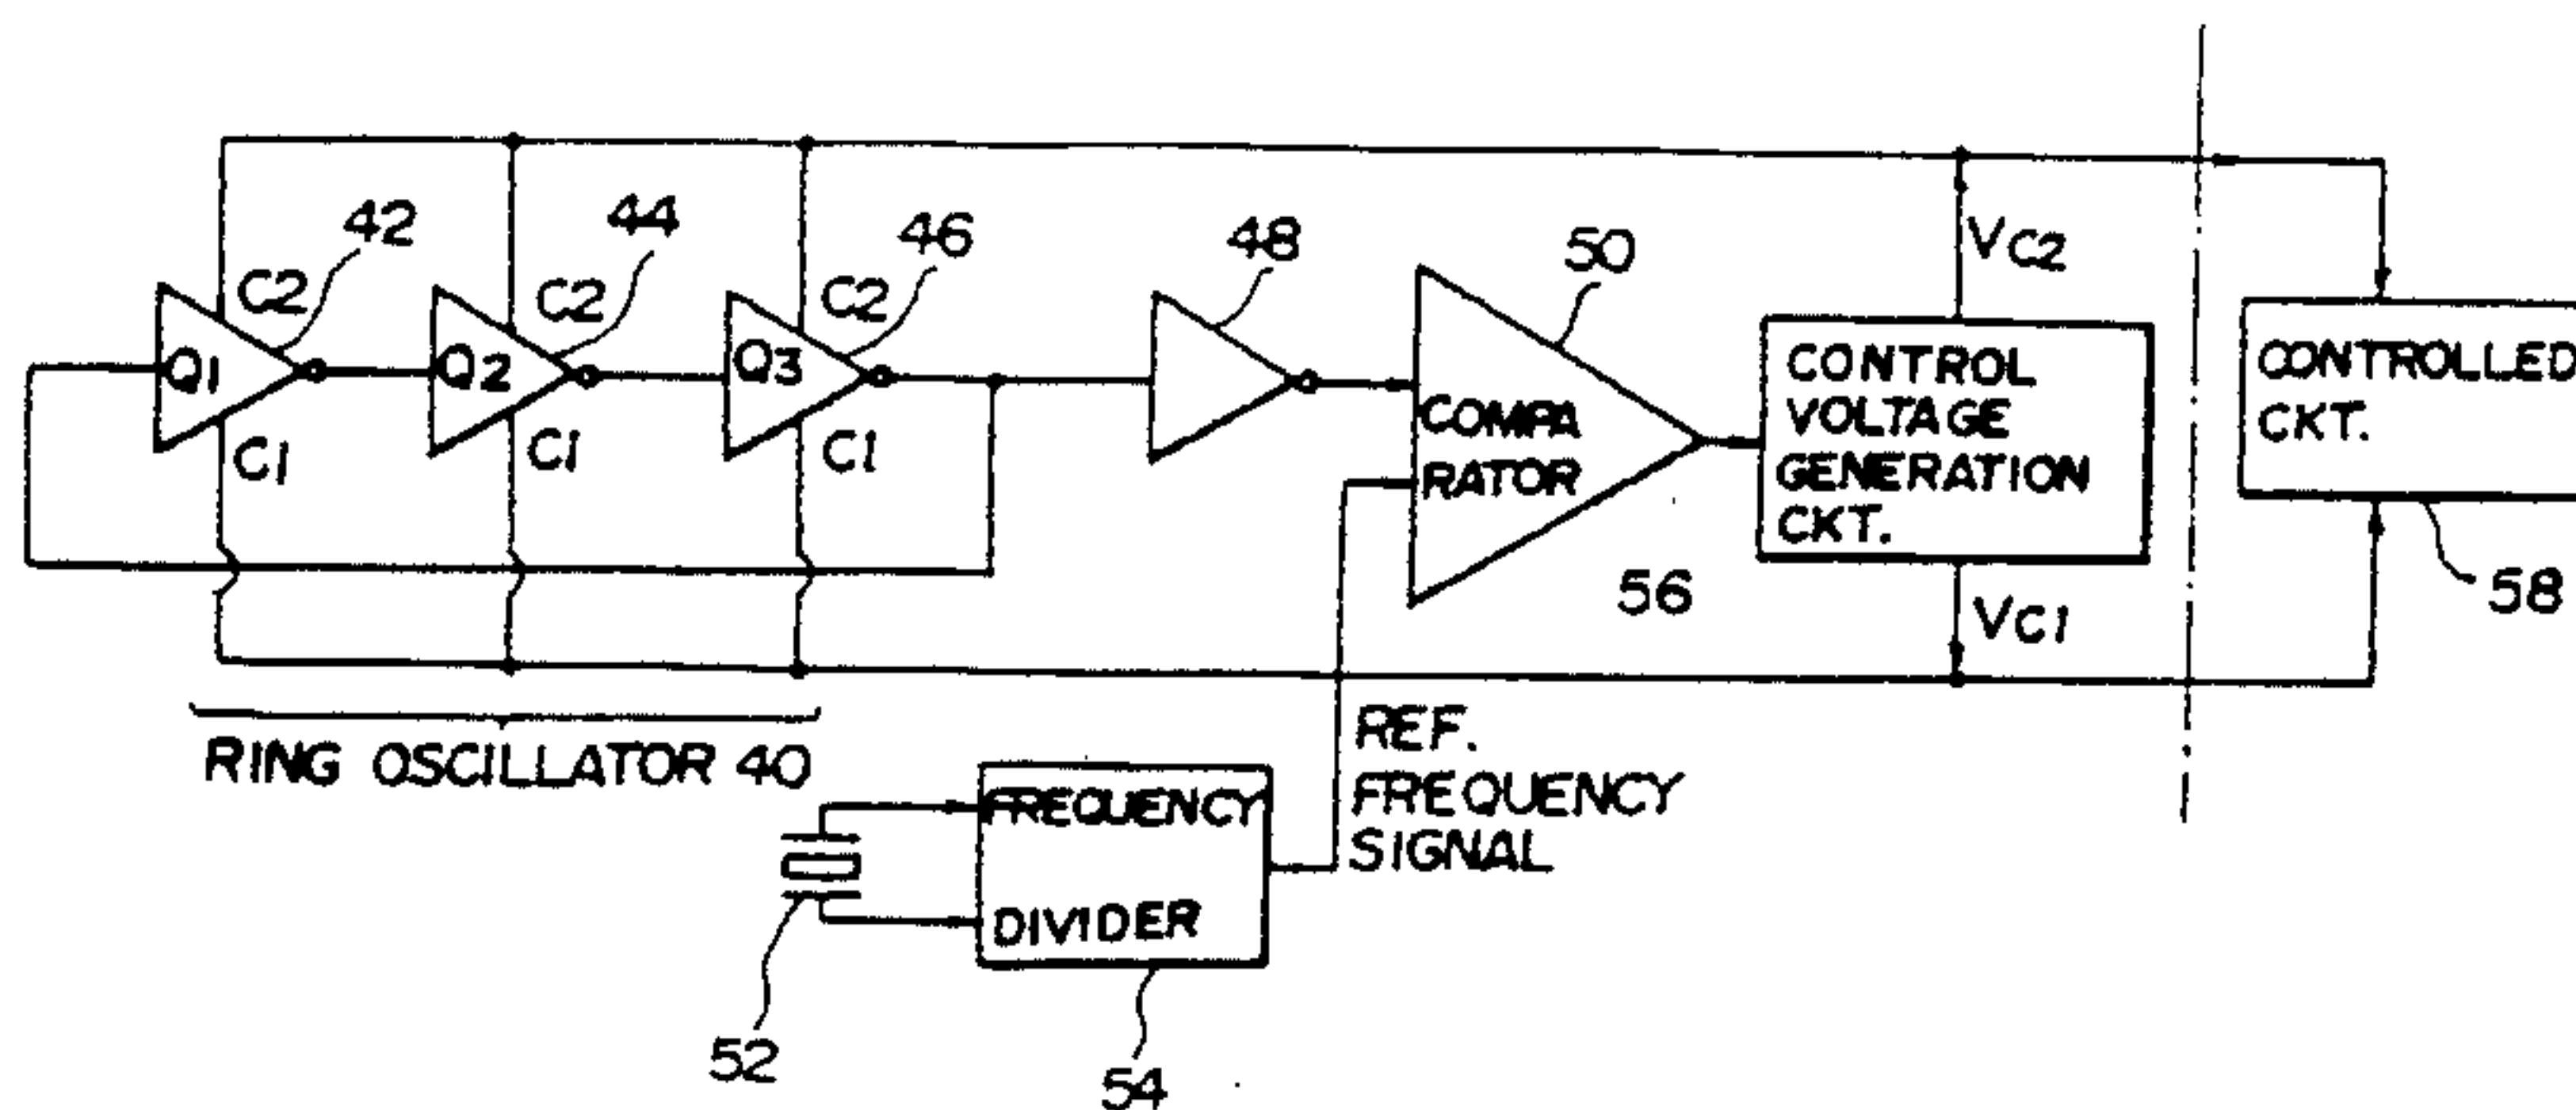 42
44
46
48
50
C2
C2
C2
VC2
Q1
Q2
Q3
COMPA
RATOR
CONTROL
VOLTAGE
GENERATION
CKT.
CONTROLLED
CKT.
C1
C1
C1
56
58
VC1
RING OSCILLATOR 40
REF.
FREQUENCY
SIGNAL
FREQUENCY
DIVIDER
52
54